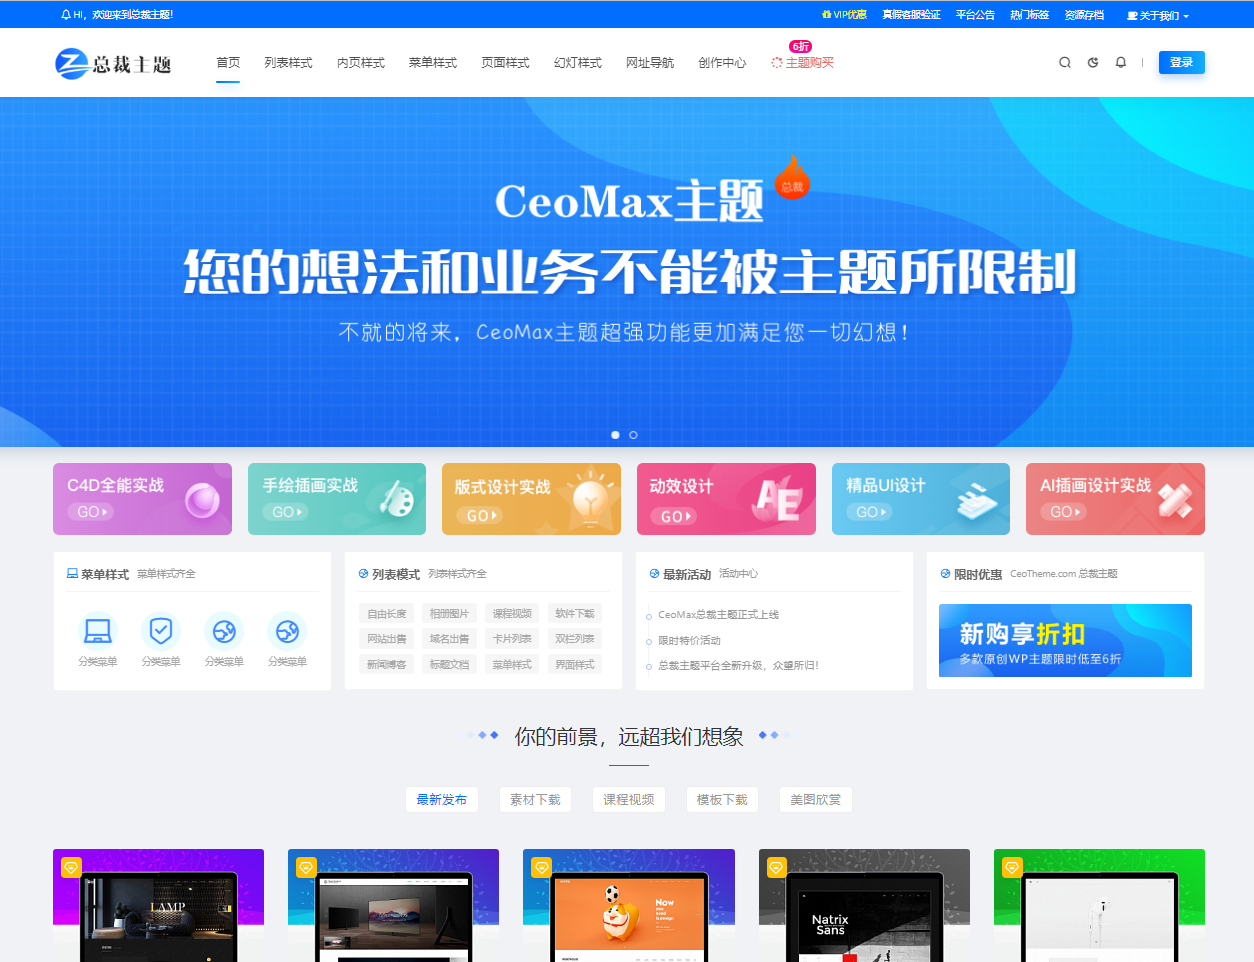 HI，欢迎来到总裁主题！
VIP优惠 真假客服验证 平台公告 热门标签 资源存档 关于我们
总裁主题 首页 列表样式 内页样式 菜单样式 页面样式 幻灯样式 网址导航 创作中心 主题购买 6折 登录
CeoMax主题 总裁
您的想法和业务不能被主题所限制
不就的将来，CeoMax主题超强功能更加满足您一切幻想！
C4D全能实战 GO
手绘插画实战 GO
版式设计实战 GO
动效设计 GO AE
精品UI设计 GO
AI插画设计实战 GO
菜单样式 菜单样式齐全
分类菜单 分类菜单 分类菜单 分类菜单
列表模式 列表样式齐全
自由长度 相册图片 课程视频 软件下载
网站出售 域名出售 卡片列表 双栏列表
新闻博客 标题文档 菜单样式 界面样式
最新活动 活动中心
CeoMax总裁主题正式上线
限时特价活动
总裁主题平台全新升级，众望所归！
限时优惠 CeoTheme.com 总裁主题
新购享折扣
多款原创WP主题限时低至6折
你的前景，远超我们想象
最新发布 素材下载 课程视频 模板下载 美图欣赏
LAMP
Now
Natrix
Sans